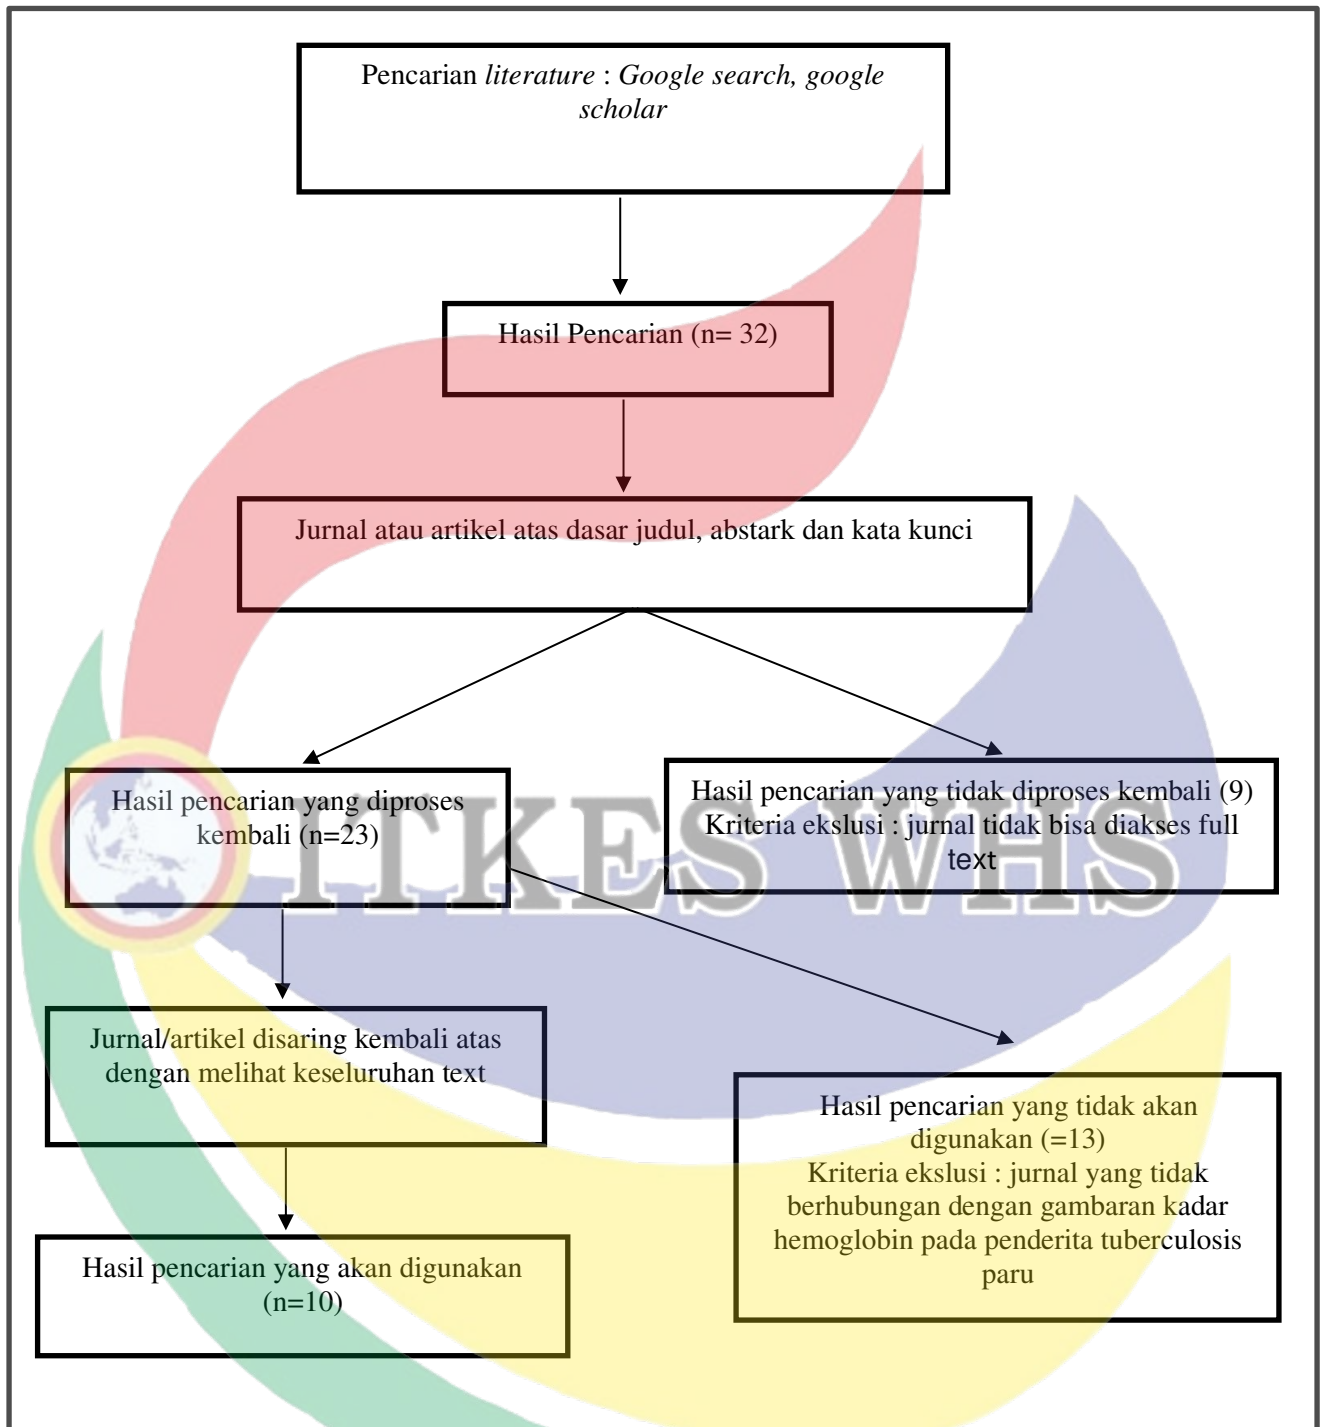 Pencarian literature : Google search, google
scholar
Hasil Pencarian (n= 32)
Jurnal atau artikel atas dasar judul, abstark dan kata kunci
Hasil pencarian yang diproses
kembali (n=23)
Hasil pencarian yang tidak diproses kembali (9)
Kriteria ekslusi : jurnal tidak bisa diakses full
text
ITKES WHS
Jurnal/artikel disaring kembali atas
dengan melihat keseluruhan text
Hasil pencarian yang tidak akan
digunakan (=13)
Kriteria ekslusi : jurnal yang tidak
berhubungan dengan gambaran kadar
hemoglobin pada penderita tuberculosis
paru
Hasil pencarian yang akan digunakan
(n=10)